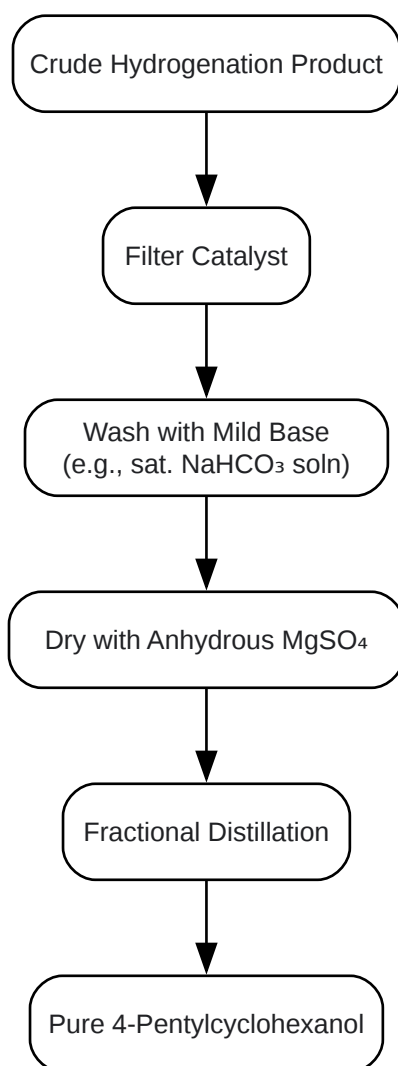 Crude Hydrogenation Product
Filter Catalyst
Wash with Mild Base
(e.g., sat. NaHCO₃ soln)
Dry with Anhydrous MgSO₄
Fractional Distillation
Pure 4-Pentylcyclohexanol